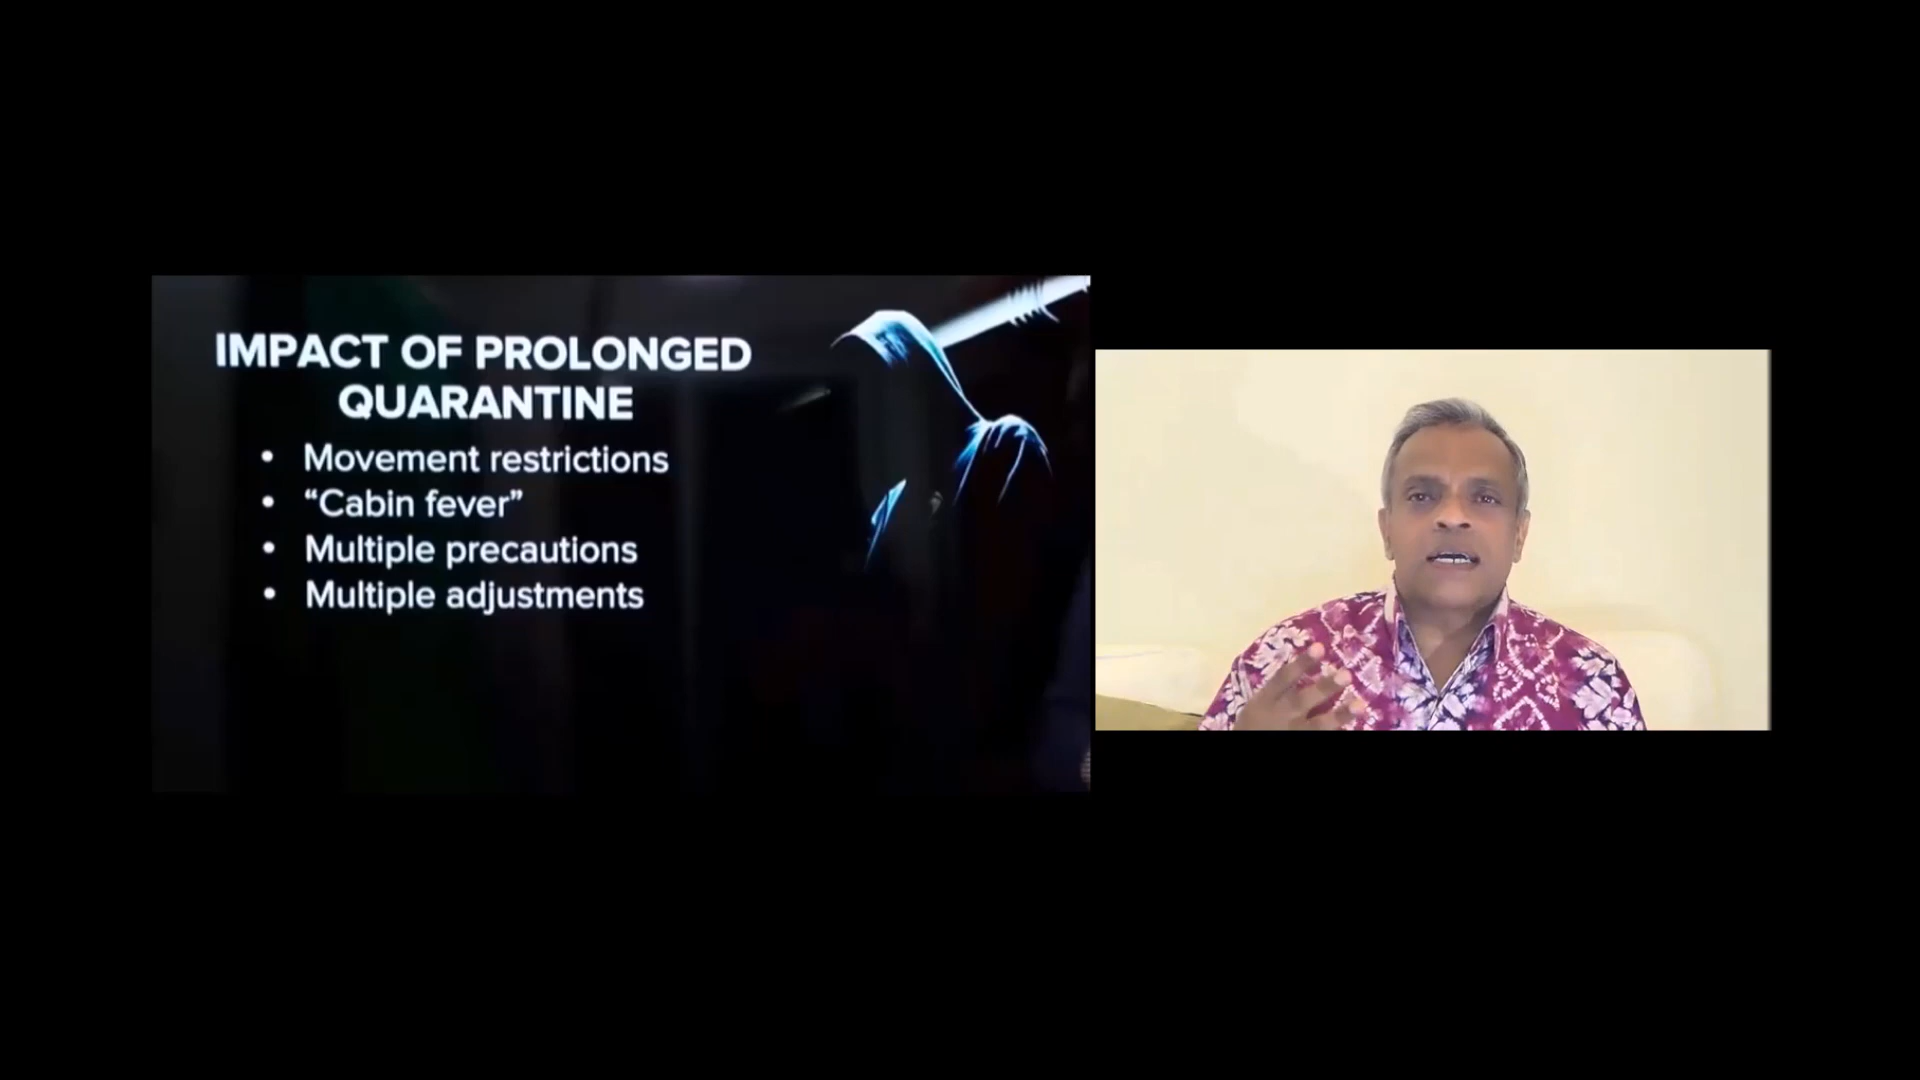 IMPACT OF PROLONGED
QUARANTINE
• Movement restrictions
• “Cabin fever”
• Multiple precautions
• Multiple adjustments